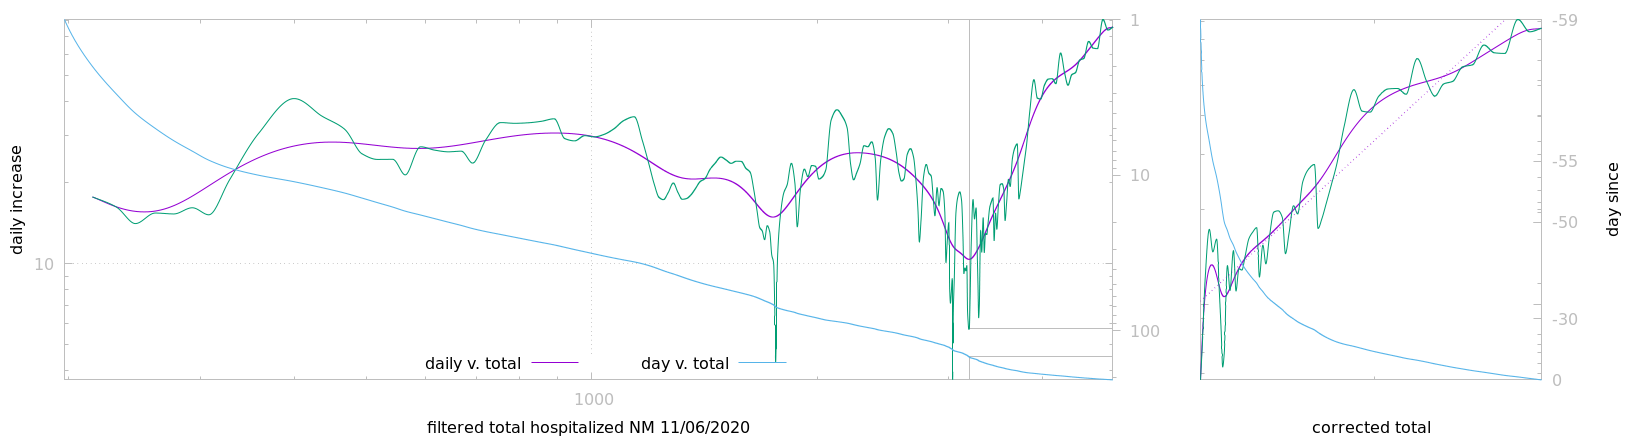 daily increase
10
1000
1
10
100
daily v. total
day v. total
filtered total hospitalized NM 11/06/2020
-59
-55
-50
-30
0
day since
corrected total